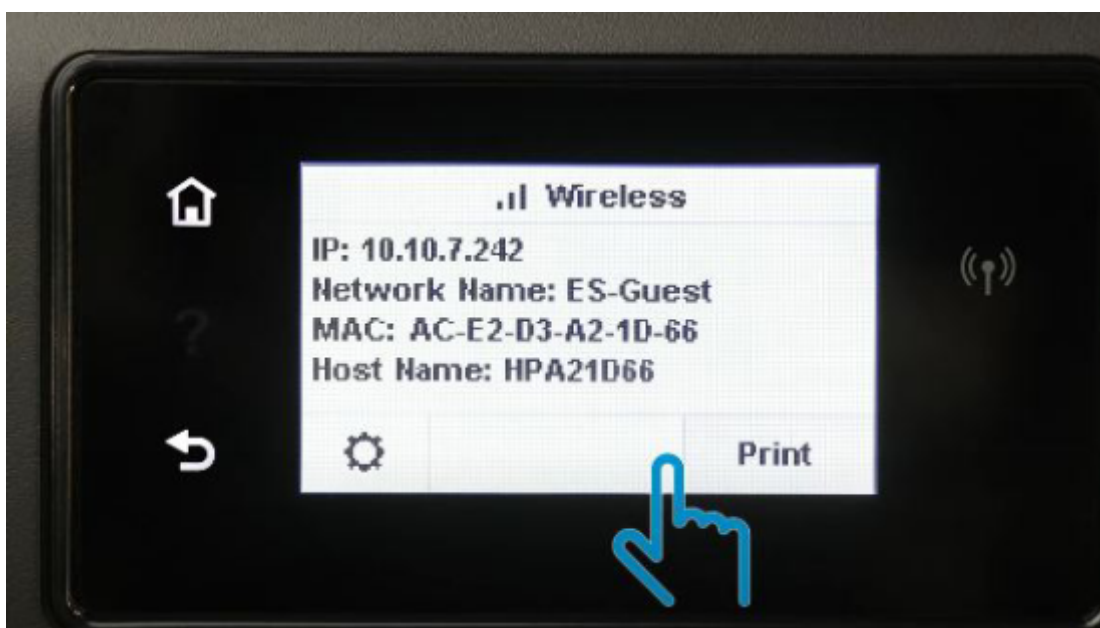 Wireless
IP: 10.10.7.242
Network Name: ES-Guest
MAC: AC-E2-D3-A2-1D-66
Host Name: HPA21D66
Print
?